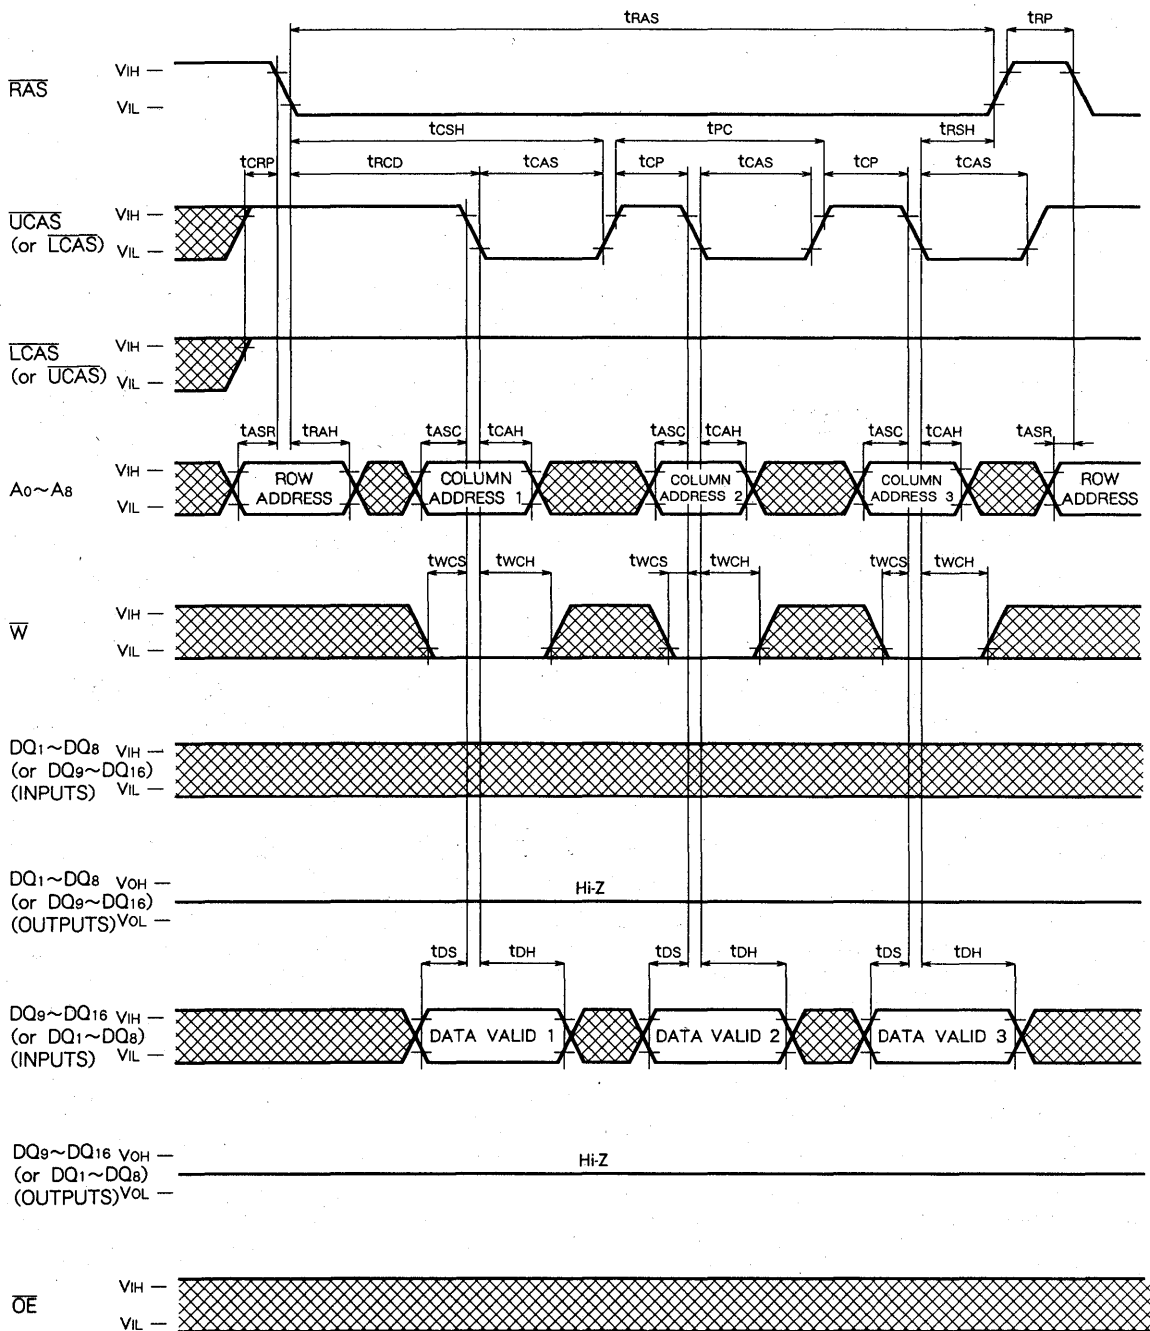 tRAS tRP
RAS VIH
VIL
tCSH tPC tRSH
tCRP tRCD tCAS tCP tCAS tCP tCAS
UCAS VIH
(or LCAS) VIL
LCAS VIH
(or UCAS) VIL
tASR tRAH tASC tCAH tASC tCAH tASC tCAH tASR
A0~A8 VIH
VIL
ROW ADDRESS
COLUMN ADDRESS 1
COLUMN ADDRESS 2
COLUMN ADDRESS 3
ROW ADDRESS
tWCS tWCH tWCS tWCH tWCS tWCH
W VIH
VIL
DQ1~DQ8 VIH
(or DQ9~DQ16)
(INPUTS) VIL
DQ1~DQ8 VOH
(or DQ9~DQ16) Hi-Z
(OUTPUTS) VOL
tDS tDH tDS tDH tDS tDH
DQ9~DQ16 VIH
(or DQ1~DQ8) DATA VALID 1 DATA VALID 2 DATA VALID 3
(INPUTS) VIL
DQ9~DQ16 VOH
(or DQ1~DQ8) Hi-Z
(OUTPUTS) VOL
OE VIH
VIL